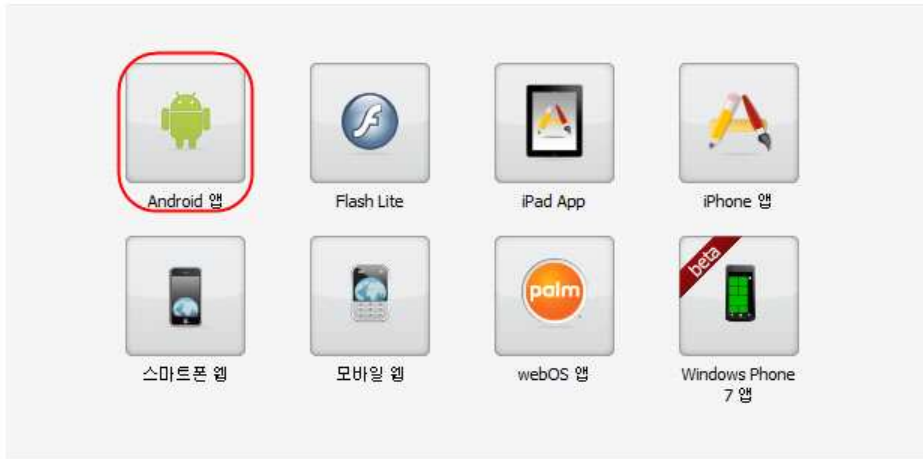 Android 앱
Flash Lite
iPad App
iPhone 앱
스마트폰 웹
모바일 웹
palm
webOS 앱
beta
Windows Phone
7 앱